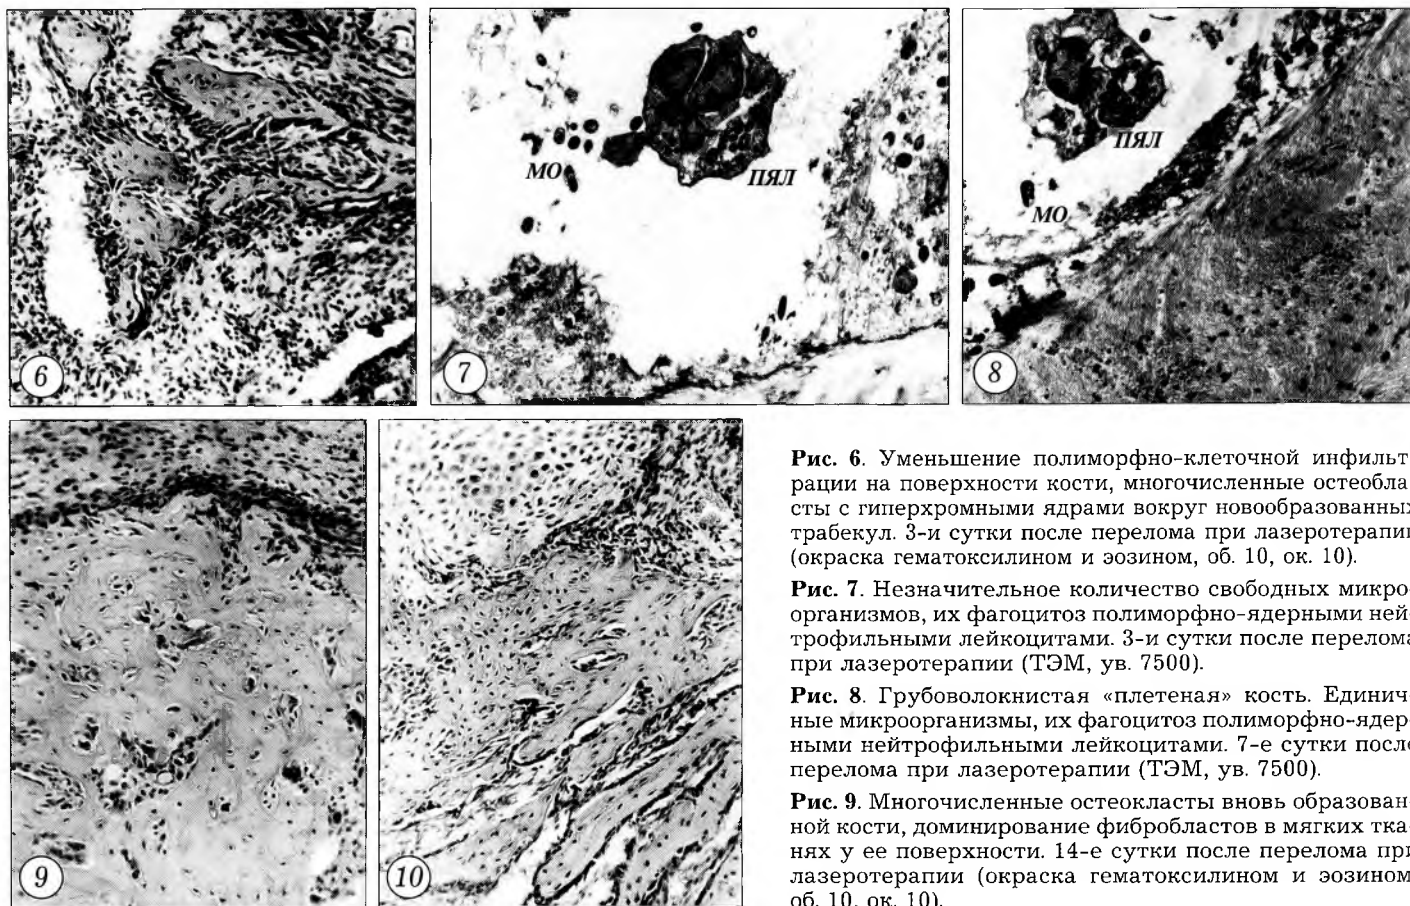 6
МО
ПЯЛ
7
ПЯЛ
МО
8
9
10
Рис. 6. Уменьшение полиморфно-клеточной инфильт-
рации на поверхности кости, многочисленные остеобла-
сты с гиперхромными ядрами вокруг новообразованных
трабекул. 3-и сутки после перелома при лазеротерапии
(окраска гематоксилином и эозином, об. 10, ок. 10).
Рис. 7. Незначительное количество свободных микро-
организмов, их фагоцитоз полиморфно-ядерными ней-
трофильными лейкоцитами. 3-и сутки после перелома
при лазеротерапии (ТЭМ, ув. 7500).
Рис. 8. Грубоволокнистая «плетеная» кость. Единич-
ные микроорганизмы, их фагоцитоз полиморфно-ядер-
ными нейтрофильными лейкоцитами. 7-е сутки после
перелома при лазеротерапии (ТЭМ, ув. 7500).
Рис. 9. Многочисленные остеокласты вновь образован-
ной кости, доминирование фибробластов в мягких тка-
нях у ее поверхности. 14-е сутки после перелома при
лазеротерапии (окраска гематоксилином и эозином,
об. 10, ок. 10).